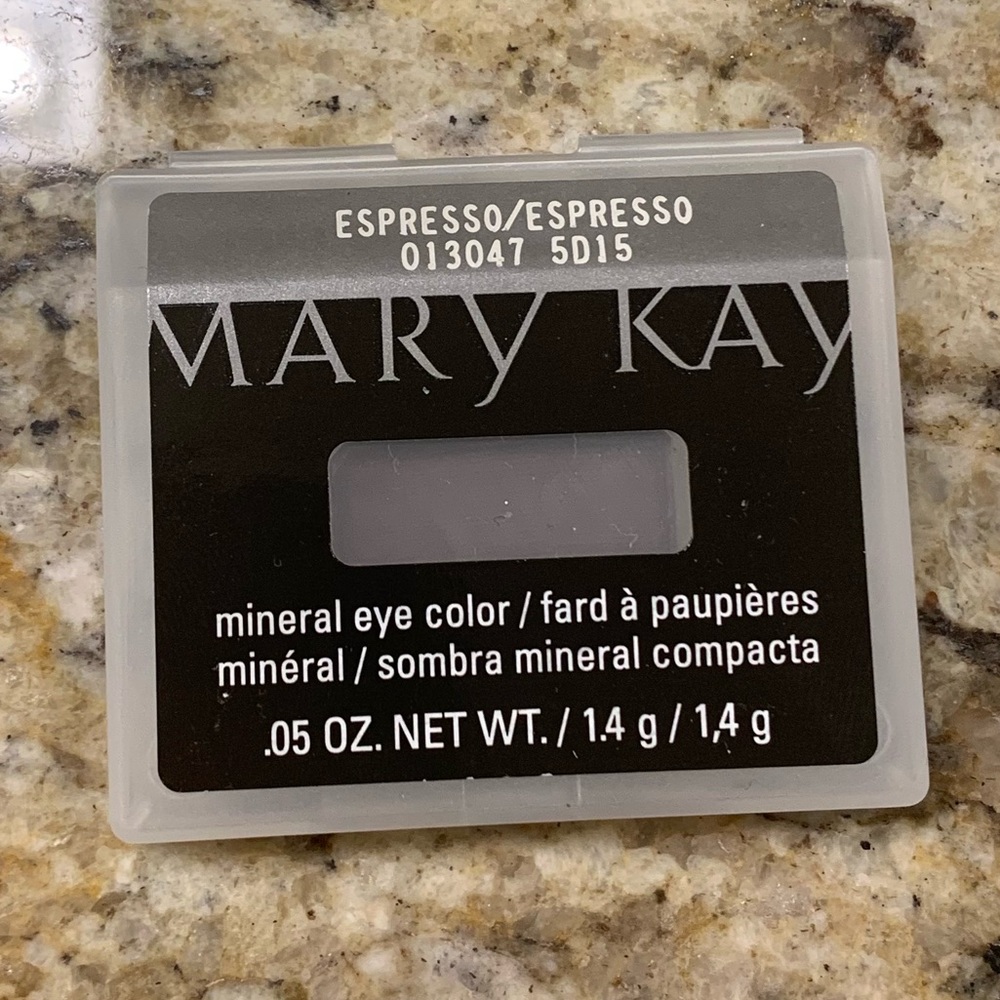 ESPRESSO/ESPRESSO
013047 5D15
MARY KAY
mineral eye color / fard à paupières
minéral / sombra mineral compacta
.05 OZ. NET WT. / 1.4 g / 1,4 g